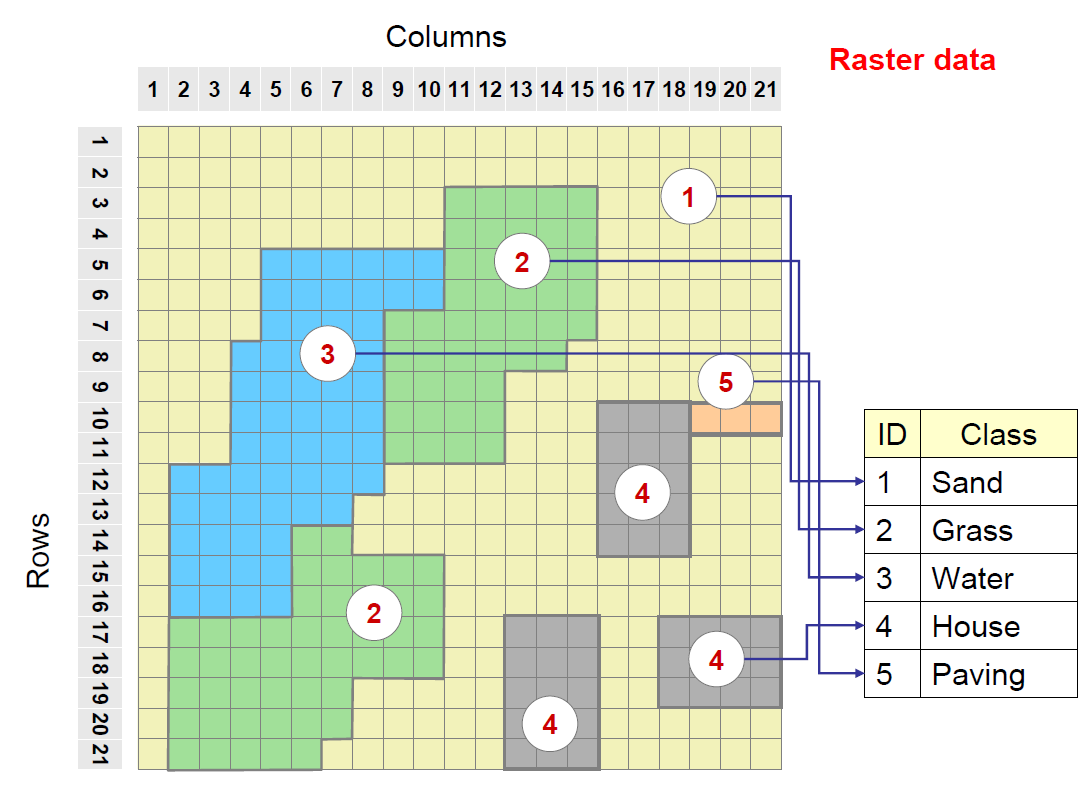 Columns
Raster data
1 2 3 4 5 6 7 8 9 10 11 12 13 14 15 16 17 18 19 20 21
Rows
1
2
3
4
5
6
7
8
9
10
11
12
13
14
15
16
17
18
19
20
21
1
2
3
5
4
2
4
4
ID Class
1 Sand
2 Grass
3 Water
4 House
5 Paving